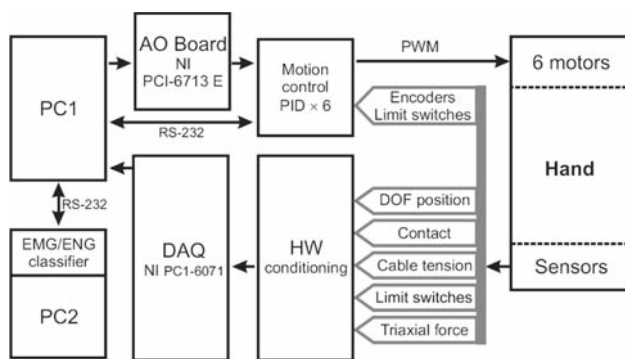 AO Board
NI
PCI-6713 E
PC1
Motion
control
PID × 6
PWM
6 motors
Encoders
Limit switches
RS-232
Hand
RS-232
EMG/ENG
classifier
PC2
DAQ
NI PC1-6071
HW
conditioning
DOF position
Contact
Cable tension
Limit switches
Triaxial force
Sensors